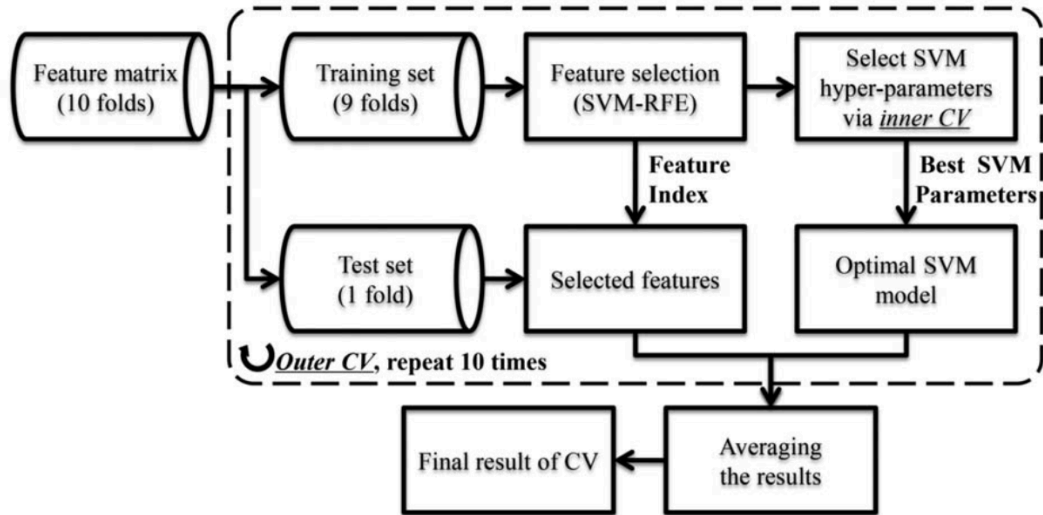 Feature matrix
(10 folds)
Training set
(9 folds)
Feature selection
(SVM-RFE)
Select SVM
hyper-parameters
via inner CV
Feature
Index
Best SVM
Parameters
Test set
(1 fold)
Selected features
Optimal SVM
model
Outer CV, repeat 10 times
Final result of CV
Averaging
the results